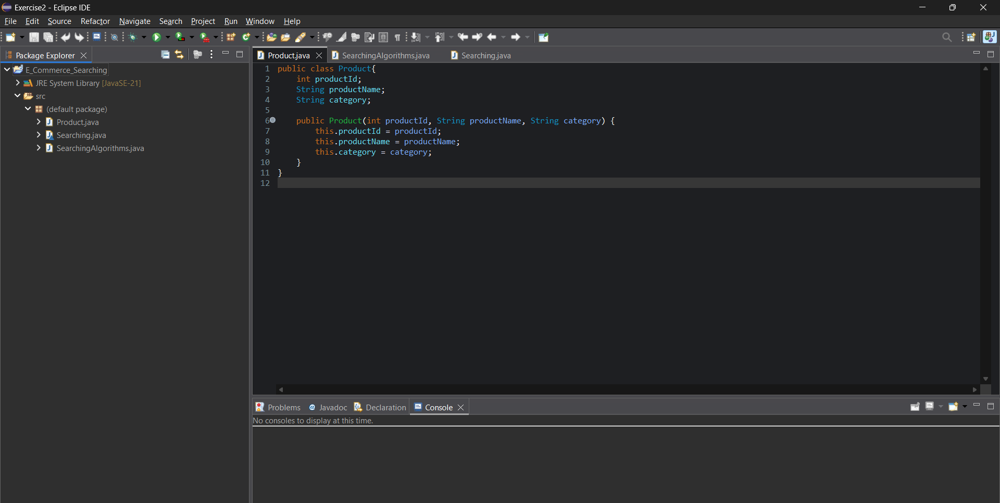 Exercise2 - Eclipse IDE
File Edit Source Refactor Navigate Search Project Run Window Help
Package Explorer
E_Commerce_Searching
JRE System Library [JavaSE-21]
src
(default package)
Product.java
Searching.java
SearchingAlgorithms.java
Product.java SearchingAlgorithms.java Searching.java
1 public class Product{
2     int productId;
3     String productName;
4     String category;
5
6     public Product(int productId, String productName, String category) {
7         this.productId = productId;
8         this.productName = productName;
9         this.category = category;
10     }
11 }
12
Problems @ Javadoc Declaration Console
No consoles to display at this time.